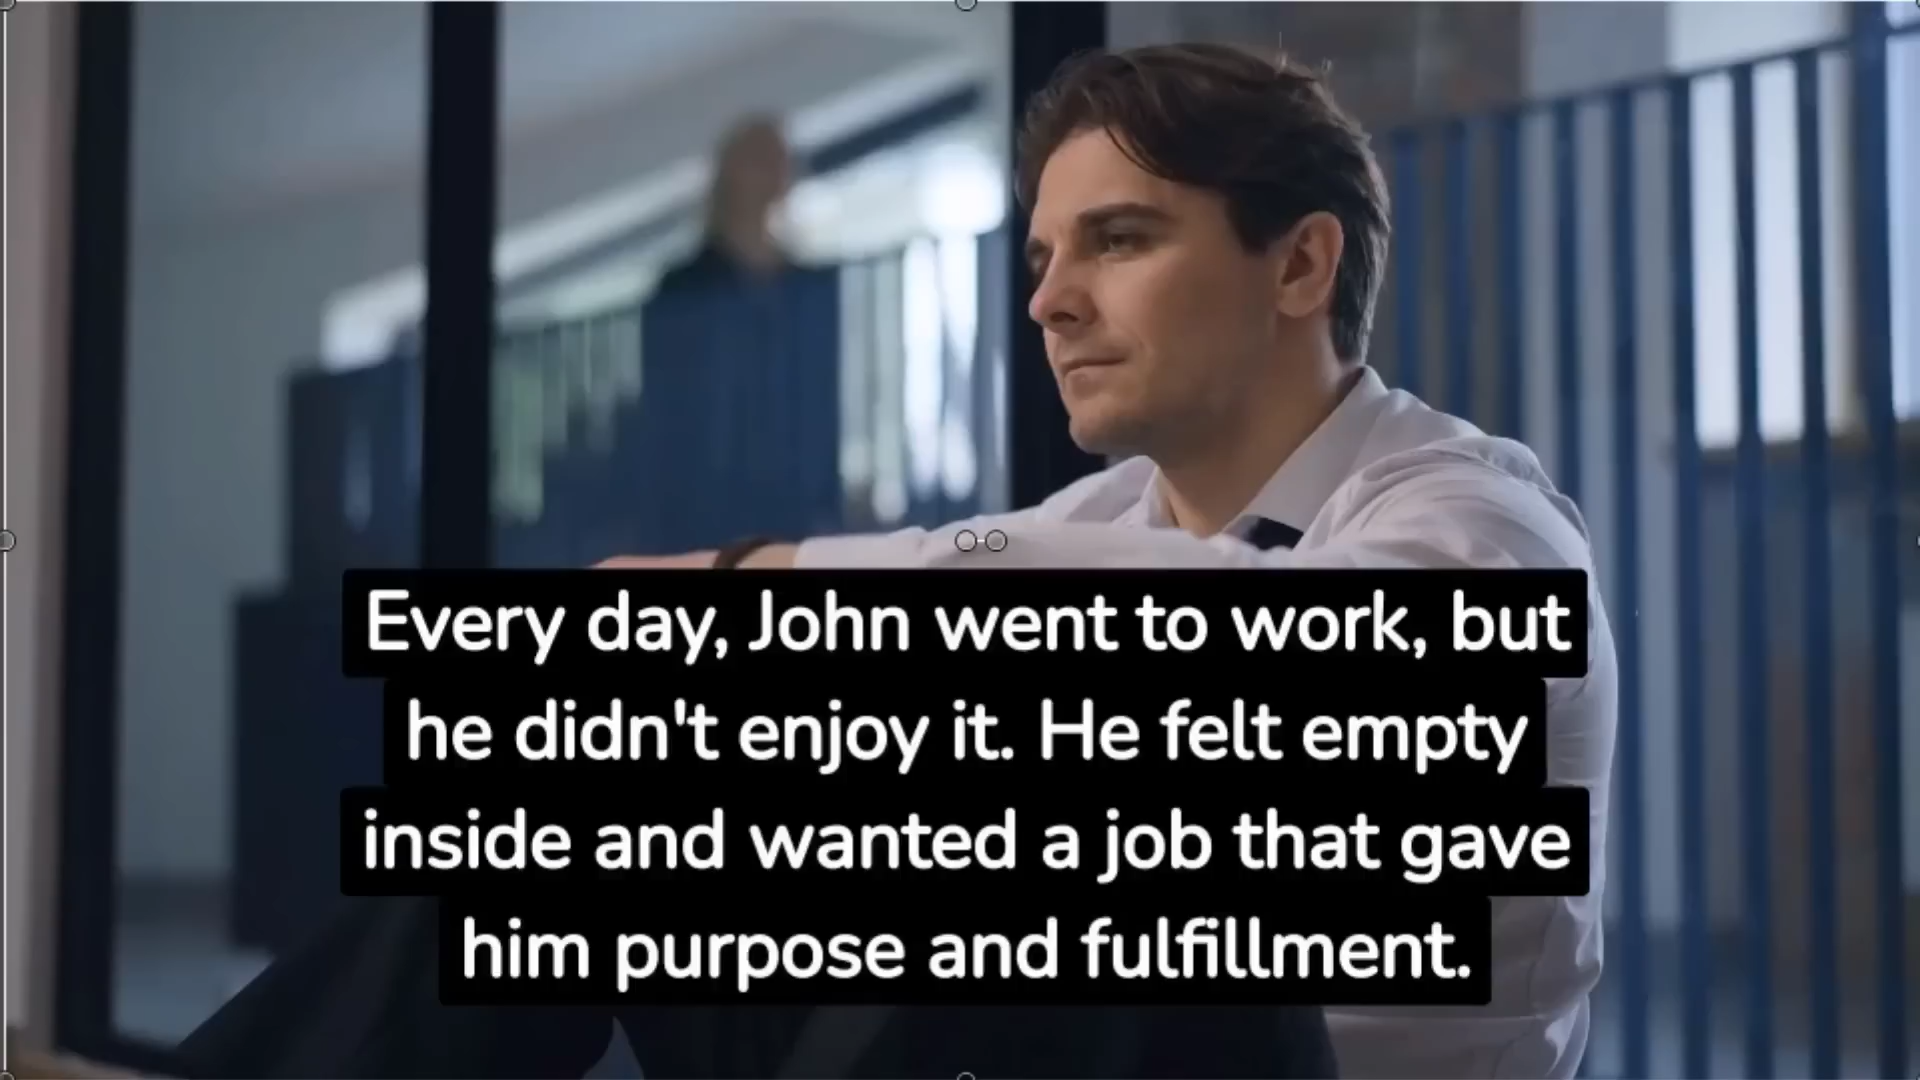 Every day, John went to work, but
he didn't enjoy it. He felt empty
inside and wanted a job that gave
him purpose and fulfillment.